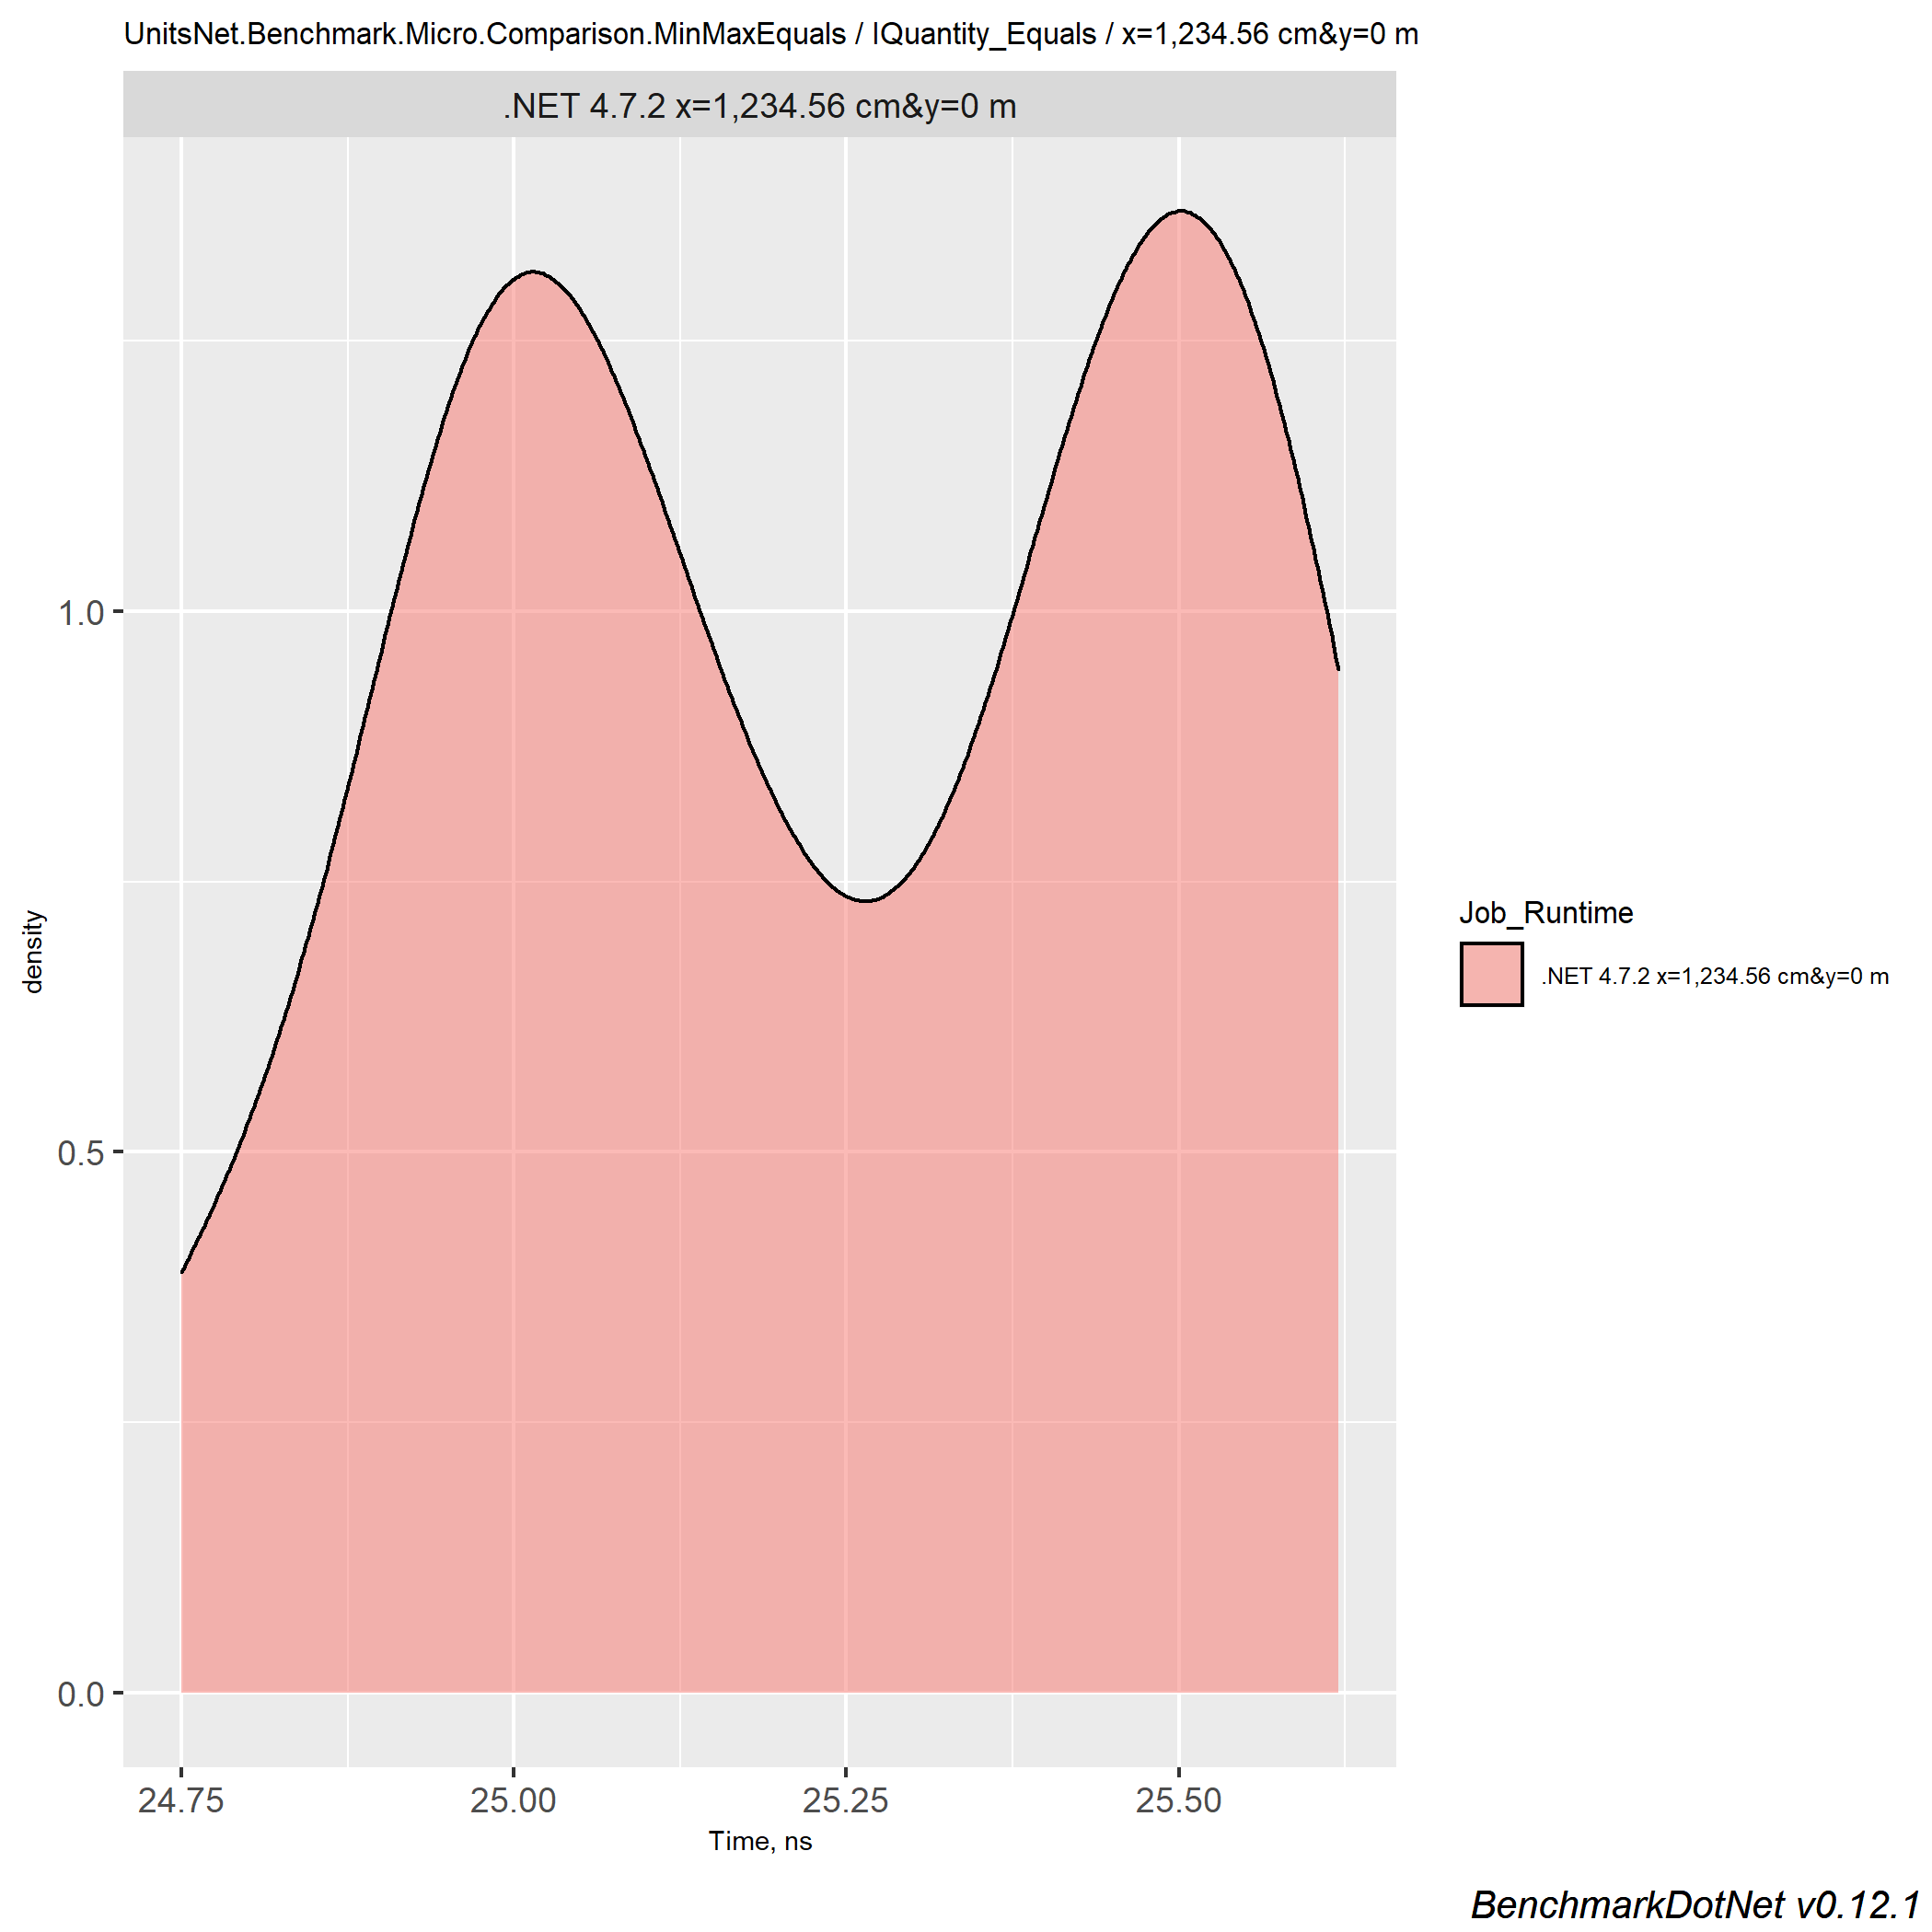 UnitsNet.Benchmark.Micro.Comparison.MinMaxEquals / IQuantity_Equals / x=1,234.56 cm&y=0 m
.NET 4.7.2 x=1,234.56 cm&y=0 m
1.0
0.5
0.0
density
24.75 25.00 25.25 25.50
Time, ns
Job_Runtime
.NET 4.7.2 x=1,234.56 cm&y=0 m
BenchmarkDotNet v0.12.1